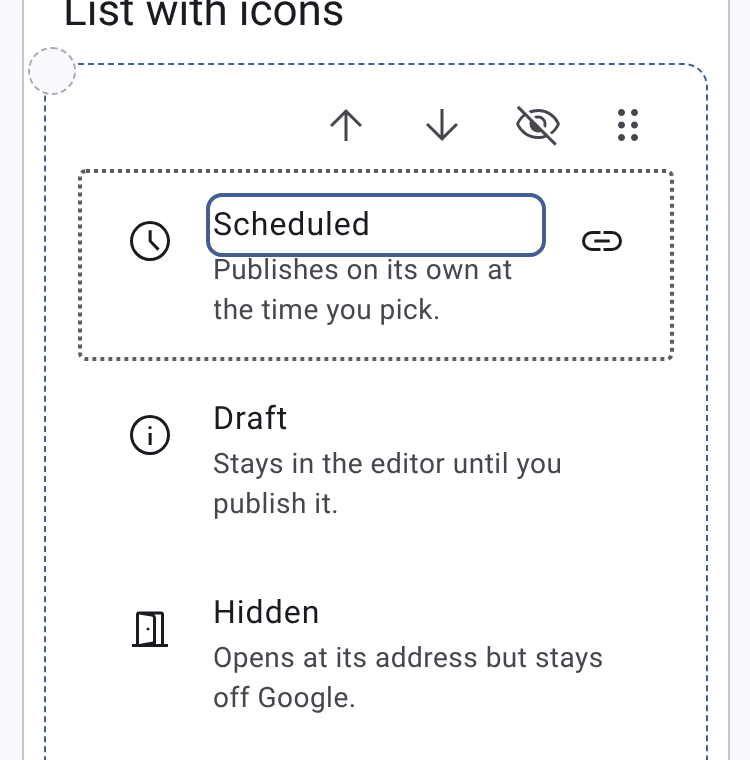 List with icons
Scheduled
Publishes on its own at
the time you pick.
Draft
Stays in the editor until you
publish it.
Hidden
Opens at its address but stays
off Google.